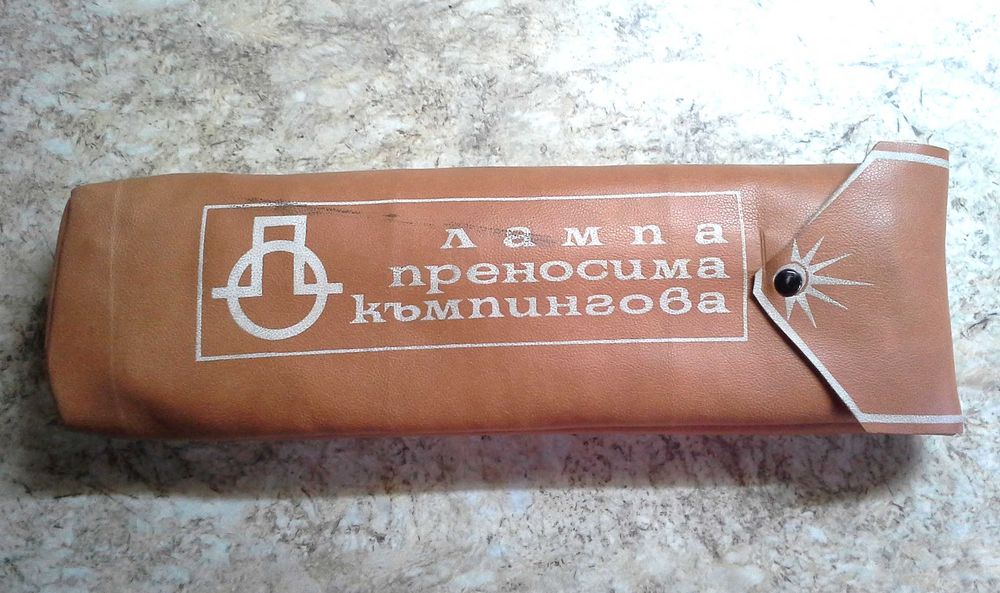 лампа
преносима
къмпингова